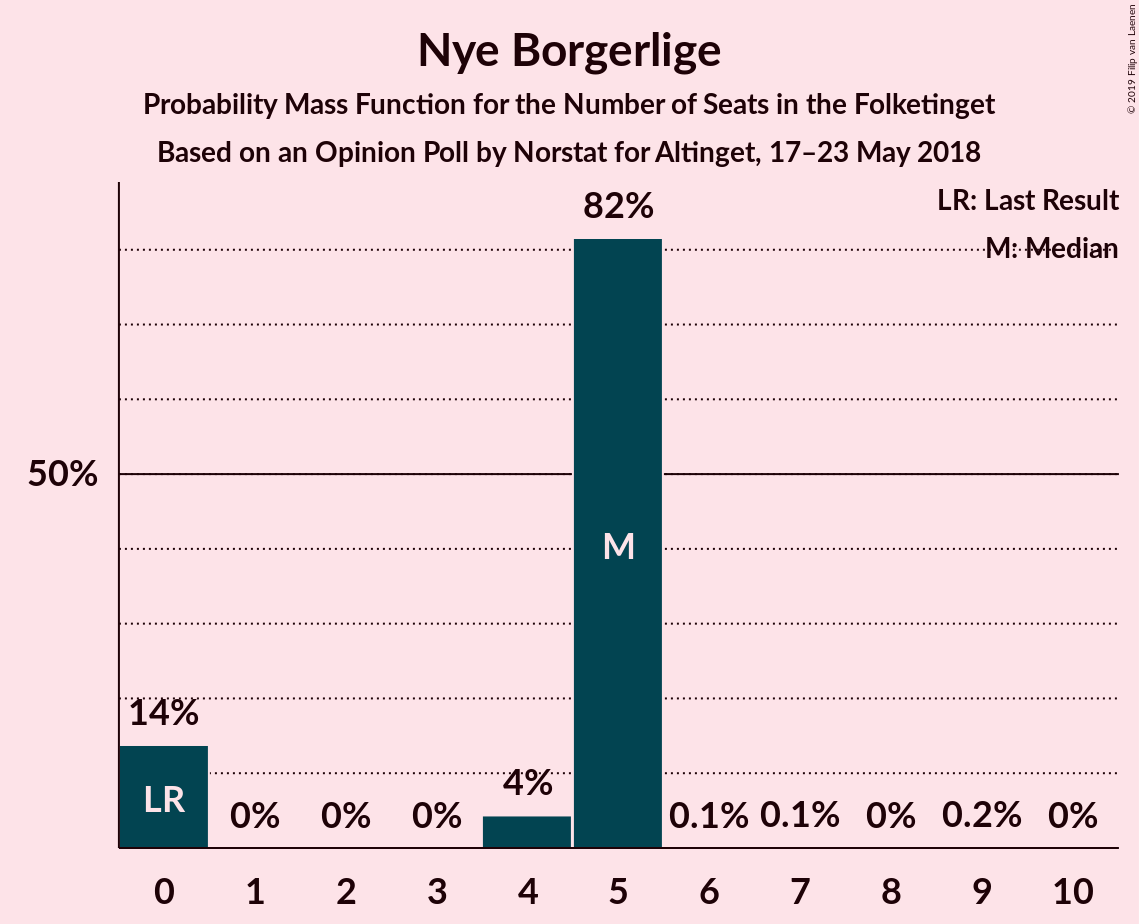 Nye Borgerlige
Probability Mass Function for the Number of Seats in the Folketinget
Based on an Opinion Poll by Norstat for Altinget, 17–23 May 2018
© 2019 Filip van Laenen
LR: Last Result
M: Median
82%
50%
M
14%
LR
0%
0%
0%
4%
0.1%
0.1%
0%
0.2%
0%
0 1 2 3 4 5 6 7 8 9 10